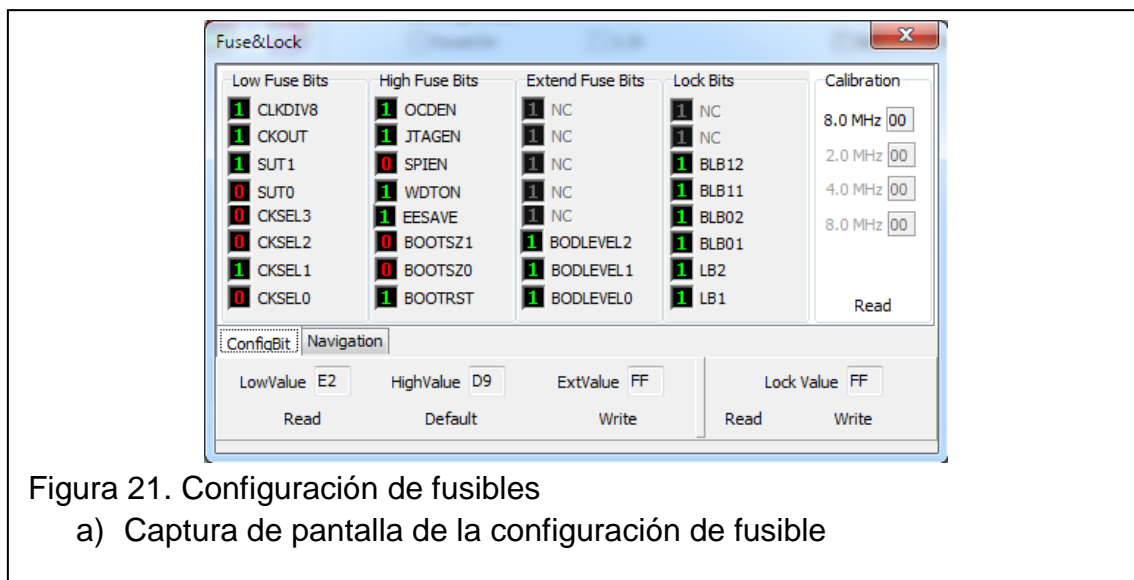 Fuse&Lock X
Low Fuse Bits High Fuse Bits Extend Fuse Bits Lock Bits Calibration
1 CLKDIV8 1 OCDEN 1 NC 1 NC 8.0 MHz 00
1 CKOUT 1 JTAGEN 1 NC 1 NC
1 SUT1 0 SPIEN 1 NC 1 BLB12 2.0 MHz 00
0 SUT0 1 WDTON 1 NC 1 BLB11 4.0 MHz 00
0 CKSEL3 1 EESAVE 1 NC 1 BLB02 8.0 MHz 00
0 CKSEL2 0 BOOTSZ1 1 BODLEVEL2 1 BLB01
1 CKSEL1 0 BOOTSZ0 1 BODLEVEL1 1 LB2
0 CKSEL0 1 BOOTRST 1 BODLEVEL0 1 LB1 Read
ConfigBit Navigation
LowValue E2 HighValue D9 ExtValue FF Lock Value FF
Read Default Write Read Write
Figura 21. Configuración de fusibles
a) Captura de pantalla de la configuración de fusible